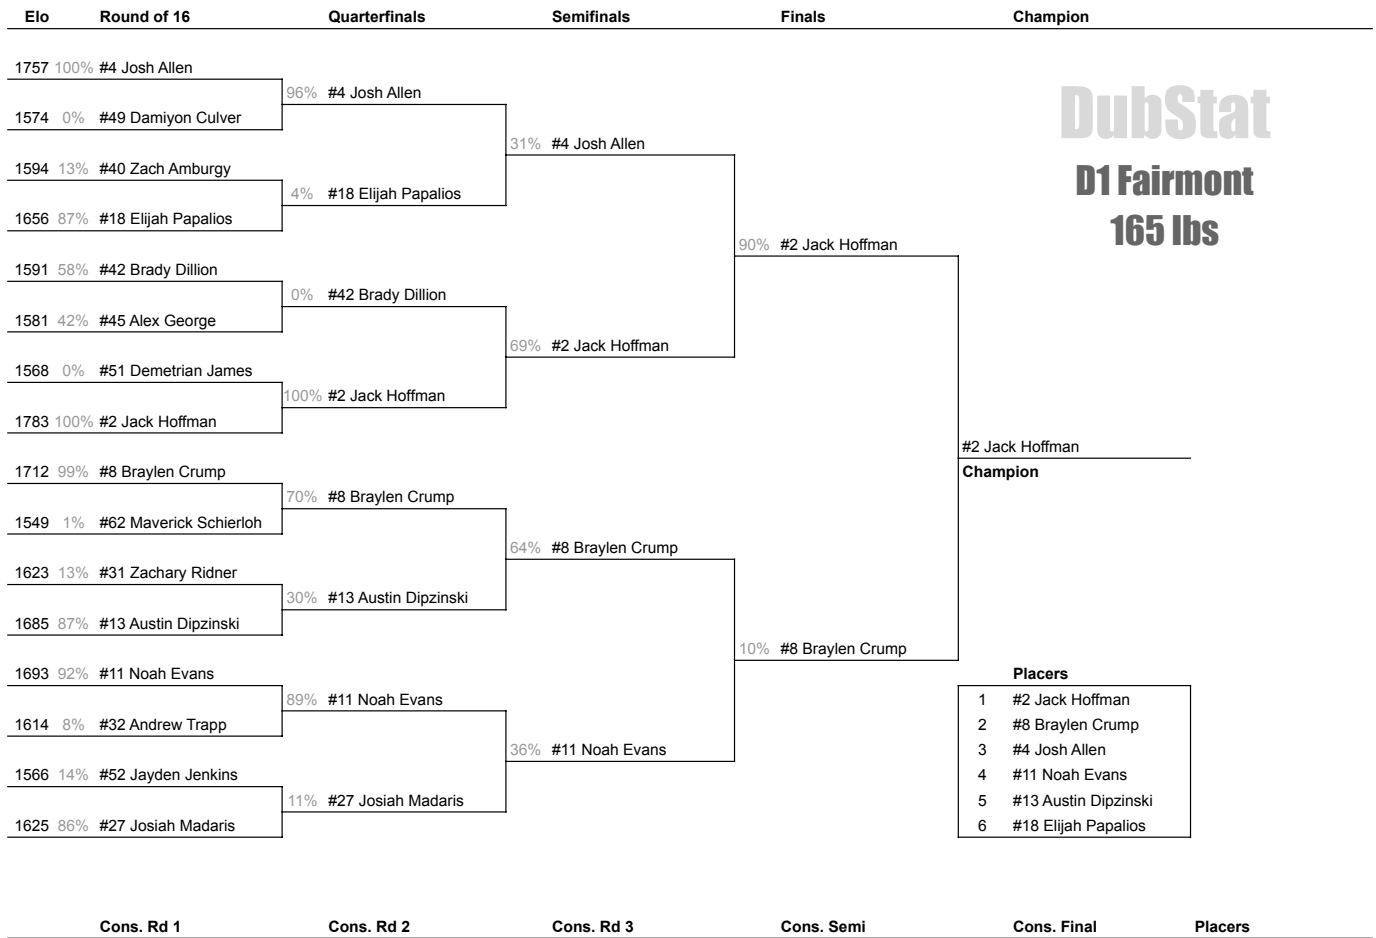 Elo Round of 16 Quarterfinals Semifinals Finals Champion
1757 100% #4 Josh Allen
96% #4 Josh Allen
1574 0% #49 Damiyon Culver
31% #4 Josh Allen
1594 13% #40 Zach Amburgy
4% #18 Elijah Papalios
1656 87% #18 Elijah Papalios
90% #2 Jack Hoffman
1591 58% #42 Brady Dillion
0% #42 Brady Dillion
1581 42% #45 Alex George
69% #2 Jack Hoffman
1568 0% #51 Demetrian James
100% #2 Jack Hoffman
1783 100% #2 Jack Hoffman
#2 Jack Hoffman
Champion
1712 99% #8 Braylen Crump
70% #8 Braylen Crump
1549 1% #62 Maverick Schierloh
64% #8 Braylen Crump
1623 13% #31 Zachary Ridner
30% #13 Austin Dipzinski
1685 87% #13 Austin Dipzinski
10% #8 Braylen Crump
1693 92% #11 Noah Evans
89% #11 Noah Evans
1614 8% #32 Andrew Trapp
36% #11 Noah Evans
1566 14% #52 Jayden Jenkins
11% #27 Josiah Madaris
1625 86% #27 Josiah Madaris
DubStat
D1 Fairmont
165 lbs
Placers
1 #2 Jack Hoffman
2 #8 Braylen Crump
3 #4 Josh Allen
4 #11 Noah Evans
5 #13 Austin Dipzinski
6 #18 Elijah Papalios
Cons. Rd 1 Cons. Rd 2 Cons. Rd 3 Cons. Semi Cons. Final Placers